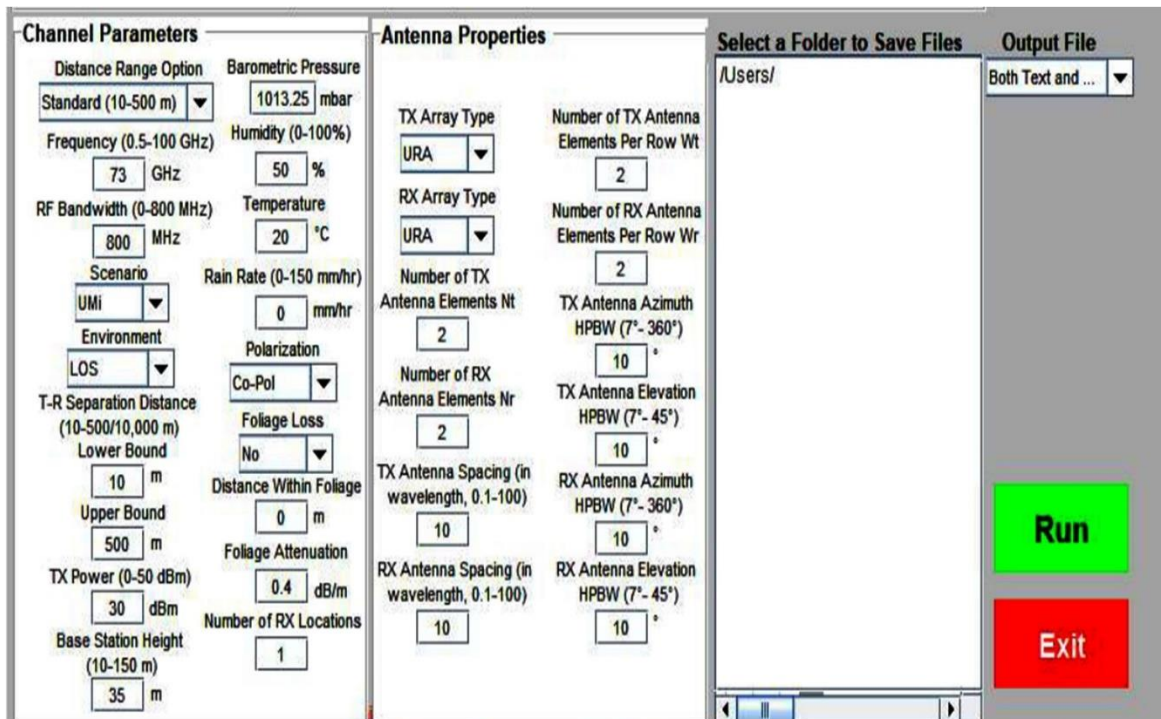 Channel Parameters
Distance Range Option
Standard (10-500 m)
Frequency (0.5-100 GHz)
73 GHz
RF Bandwidth (0-800 MHz)
800 MHz
Scenario
UMi
Environment
LOS
T-R Separation Distance
(10-500/10,000 m)
Lower Bound
10 m
Upper Bound
500 m
TX Power (0-50 dBm)
30 dBm
Base Station Height
(10-150 m)
35 m
Barometric Pressure
1013.25 mbar
Humidity (0-100%)
50 %
Temperature
20 °C
Rain Rate (0-150 mm/hr)
0 mm/hr
Polarization
Co-Pol
Foliage Loss
No
Distance Within Foliage
0 m
Foliage Attenuation
0.4 dB/m
Number of RX Locations
1
Antenna Properties
TX Array Type
URA
RX Array Type
URA
Number of TX
Antenna Elements Nt
2
Number of RX
Antenna Elements Nr
2
TX Antenna Spacing (in
wavelength, 0.1-100)
10
RX Antenna Spacing (in
wavelength, 0.1-100)
10
Number of TX Antenna
Elements Per Row Wt
2
Number of RX Antenna
Elements Per Row Wr
2
TX Antenna Azimuth
HPBW (7°- 360°)
10 °
TX Antenna Elevation
HPBW (7°- 45°)
10 °
RX Antenna Azimuth
HPBW (7°- 360°)
10 °
RX Antenna Elevation
HPBW (7°- 45°)
10 °
Select a Folder to Save Files
/Users/
Output File
Both Text and ...
Run
Exit